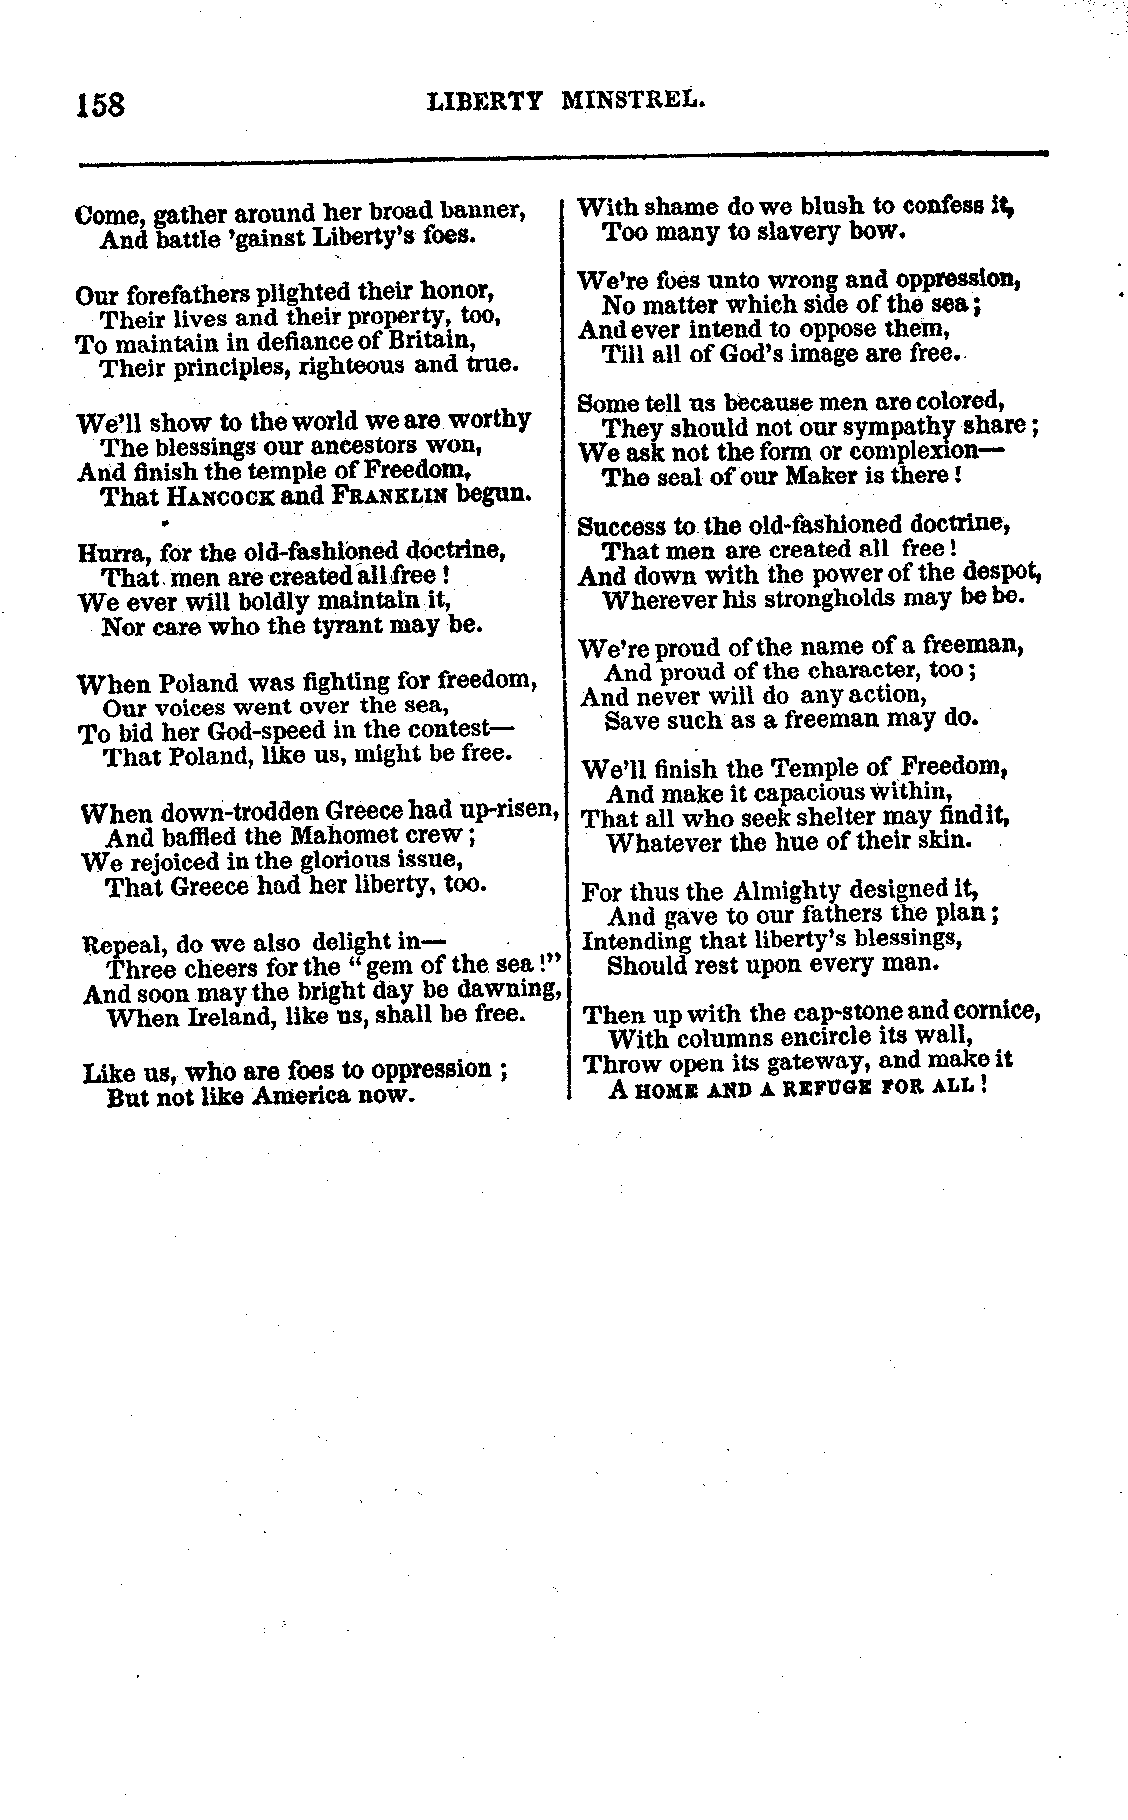 158
LIBERTY MINSTREL.
Come, gather around her broad banner,
And battle 'gainst Liberty's foes.
Our forefathers plighted their honor,
Their lives and their property, too,
To maintain in defiance of Britain,
Their principles, righteous and true.
We'll show to the world we are worthy
The blessings our ancestors won,
And finish the temple of Freedom,
That HANCOCK and FRANKLIN begun.
Hurra, for the old-fashioned doctrine,
That men are created all free!
We ever will boldly maintain it,
Nor care who the tyrant may be.
When Poland was fighting for freedom,
Our voices went over the sea,
To bid her God-speed in the contest—
That Poland, like us, might be free.
When down-trodden Greece had up-risen,
And baffled the Mahomet crew;
We rejoiced in the glorious issue,
That Greece had her liberty, too.
Repeal, do we also delight in—
Three cheers for the "gem of the sea!"
And soon may the bright day be dawning,
When Ireland, like us, shall be free.
Like us, who are foes to oppression;
But not like America now.
With shame do we blush to confess it,
Too many to slavery bow.
We're foes unto wrong and oppression,
No matter which side of the sea;
And ever intend to oppose them,
Till all of God's image are free.
Some tell us because men are colored,
They should not our sympathy share;
We ask not the form or complexion—
The seal of our Maker is there!
Success to the old-fashioned doctrine,
That men are created all free!
And down with the power of the despot,
Wherever his strongholds may be be.
We're proud of the name of a freeman,
And proud of the character, too;
And never will do any action,
Save such as a freeman may do.
We'll finish the Temple of Freedom,
And make it capacious within,
That all who seek shelter may find it,
Whatever the hue of their skin.
For thus the Almighty designed it,
And gave to our fathers the plan;
Intending that liberty's blessings,
Should rest upon every man.
Then up with the cap-stone and cornice,
With columns encircle its wall,
Throw open its gateway, and make it
A HOME AND A REFUGE FOR ALL!